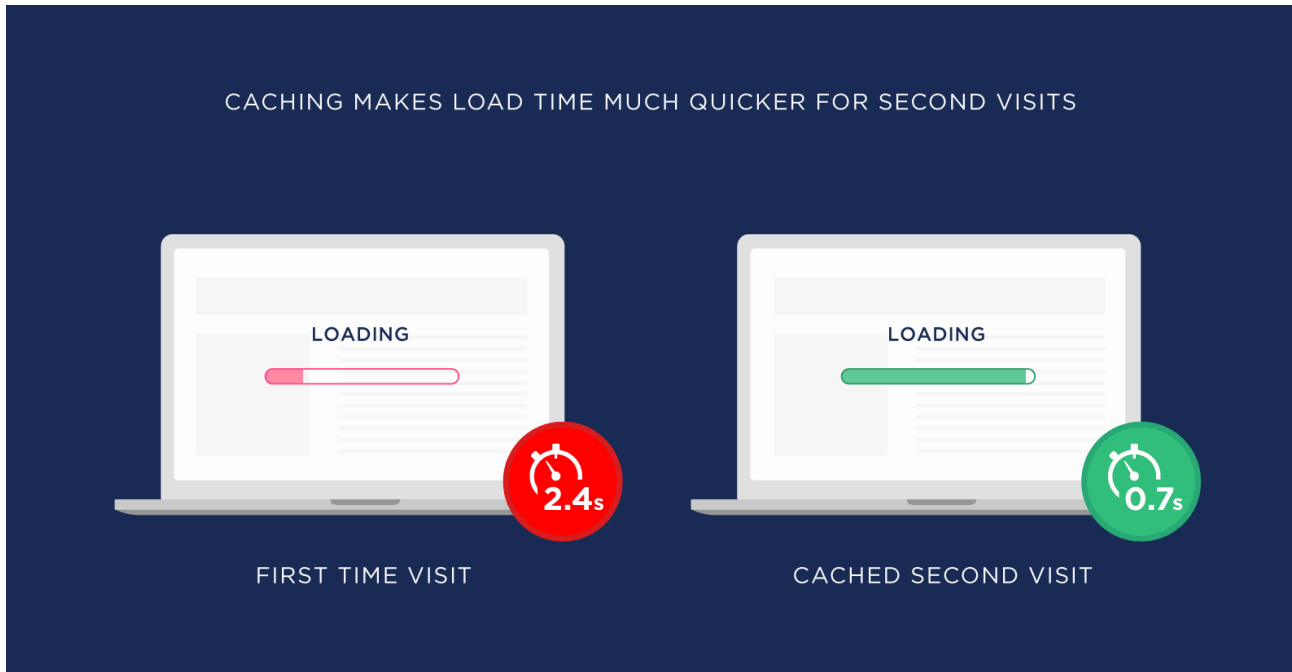 CACHING MAKES LOAD TIME MUCH QUICKER FOR SECOND VISITS
LOADING
2.4s
FIRST TIME VISIT
LOADING
0.7s
CACHED SECOND VISIT